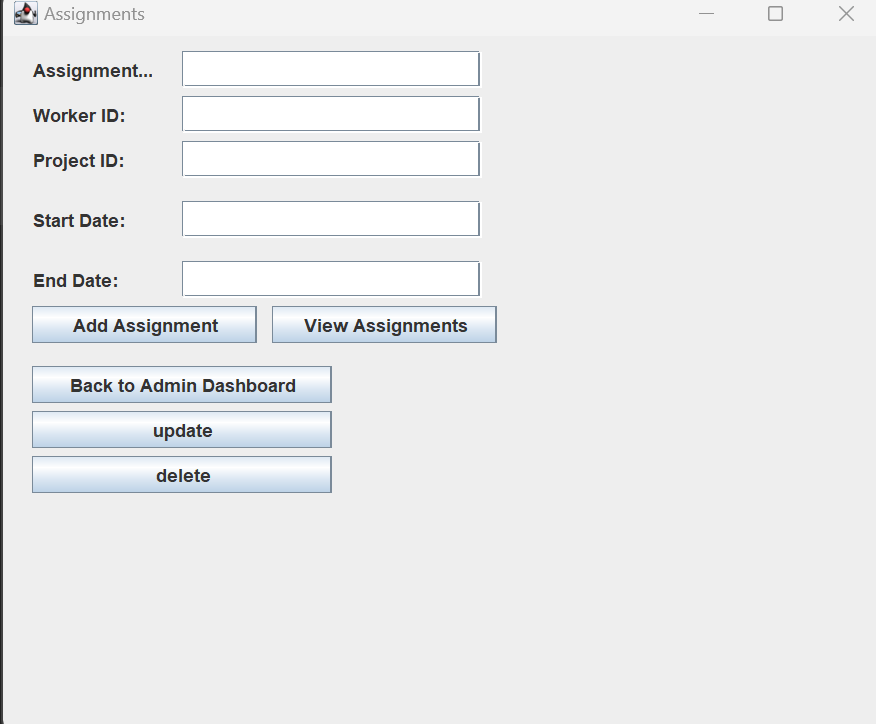 Assignments
Assignment...
Worker ID:
Project ID:
Start Date:
End Date:
Add Assignment View Assignments
Back to Admin Dashboard
update
delete